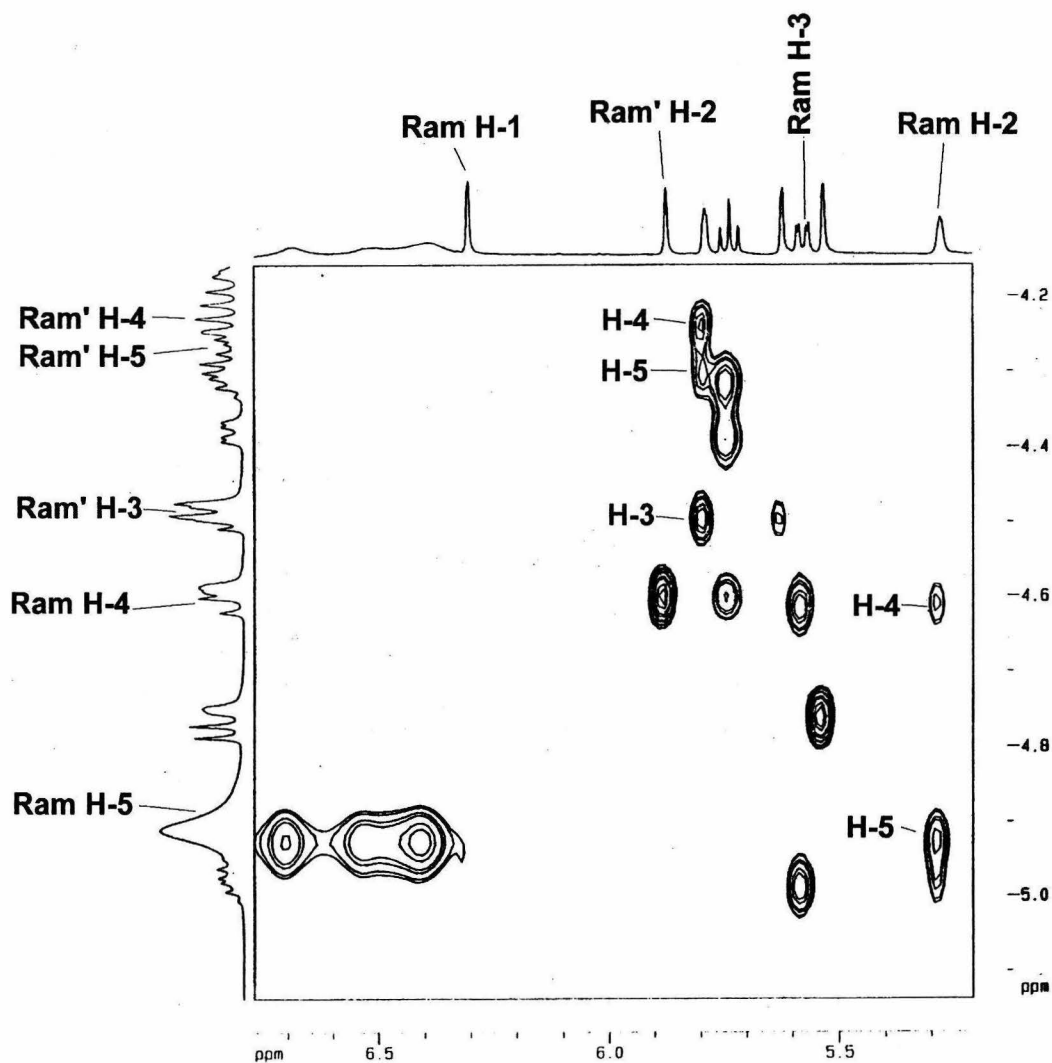 Ram H-1
Ram' H-2
Ram H-3
Ram H-2
Ram' H-4
Ram' H-5
Ram' H-3
Ram H-4
Ram H-5
H-4
H-5
H-3
H-4
H-5
4.2
4.4
4.6
4.8
5.0
ppm
ppm
6.5
6.0
5.5